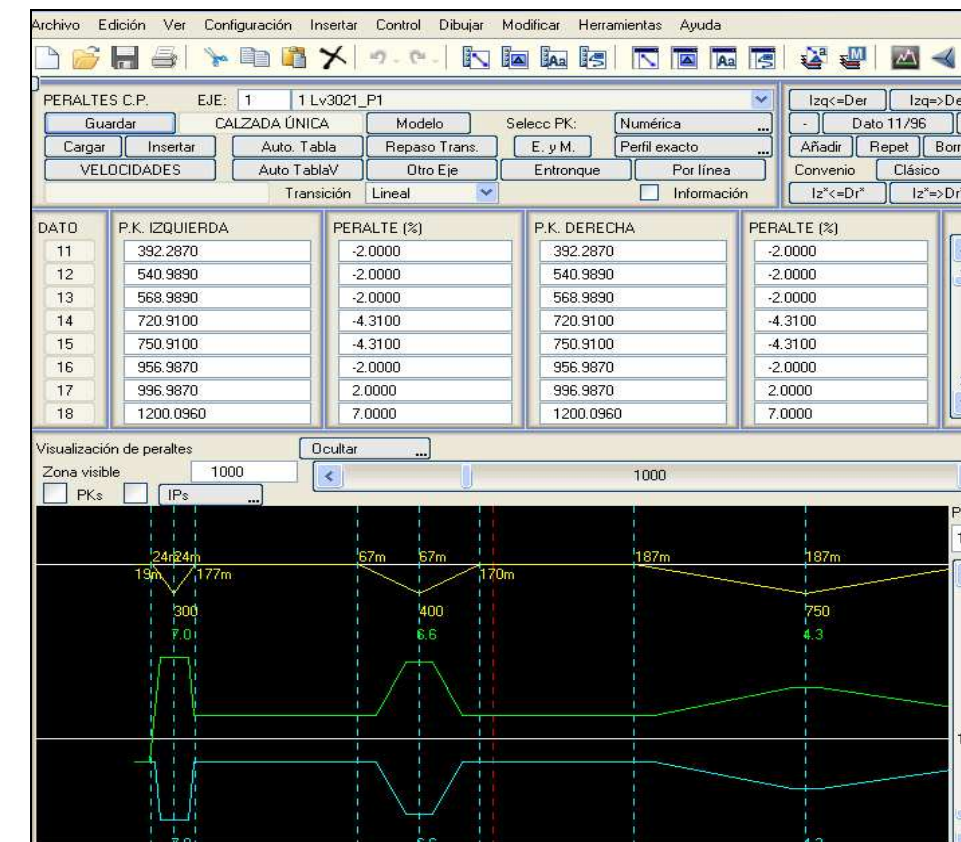 Archivo Edición Ver Configuración Insertar Control Dibujar Modificar Herramientas Ayuda
PERALTES C.P. EJE: 1 1 Lv3021_P1
Izq<=Der Izq=>De
Guardar CALZADA ÚNICA Modelo Selecc PK: Numérica ...
- Dato 11/96
Cargar Insertar Auto. Tabla Repaso Trans. E. y M. Perfil exacto ...
Añadir Repet Borr
VELOCIDADES Auto TablaV Otro Eje Entronque Por línea
Convenio Clásico
Transición Lineal Información
Iz*<=Dr* Iz*=>Dr
DATO P.K. IZQUIERDA PERALTE (%) P.K. DERECHA PERALTE (%)
11 392.2870 -2.0000 392.2870 -2.0000
12 540.9890 -2.0000 540.9890 -2.0000
13 568.9890 -2.0000 568.9890 -2.0000
14 720.9100 -4.3100 720.9100 -4.3100
15 750.9100 -4.3100 750.9100 -4.3100
16 956.9870 -2.0000 956.9870 -2.0000
17 996.9870 2.0000 996.9870 2.0000
18 1200.0960 7.0000 1200.0960 7.0000
Visualización de peraltes Ocultar ...
Zona visible 1000 1000
PKs IPs ...
P
24m 24m 67m 67m 187m 187m
19m 177m 170m
300 400 750
7.0 6.6 4.3